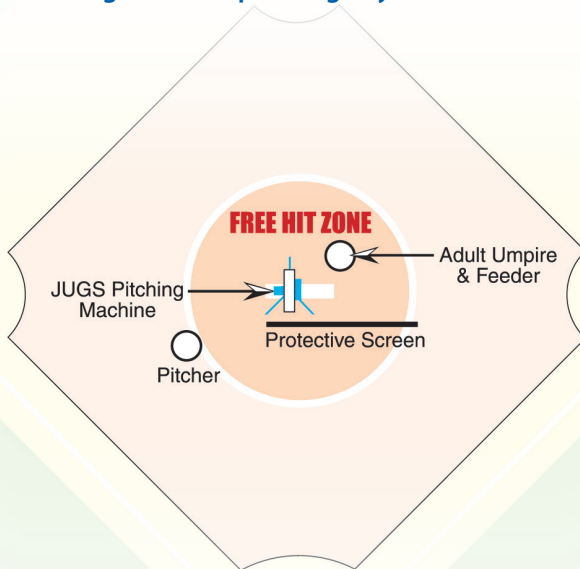 FREE HIT ZONE
Adult Umpire
& Feeder
JUGS Pitching
Machine
Protective Screen
Pitcher